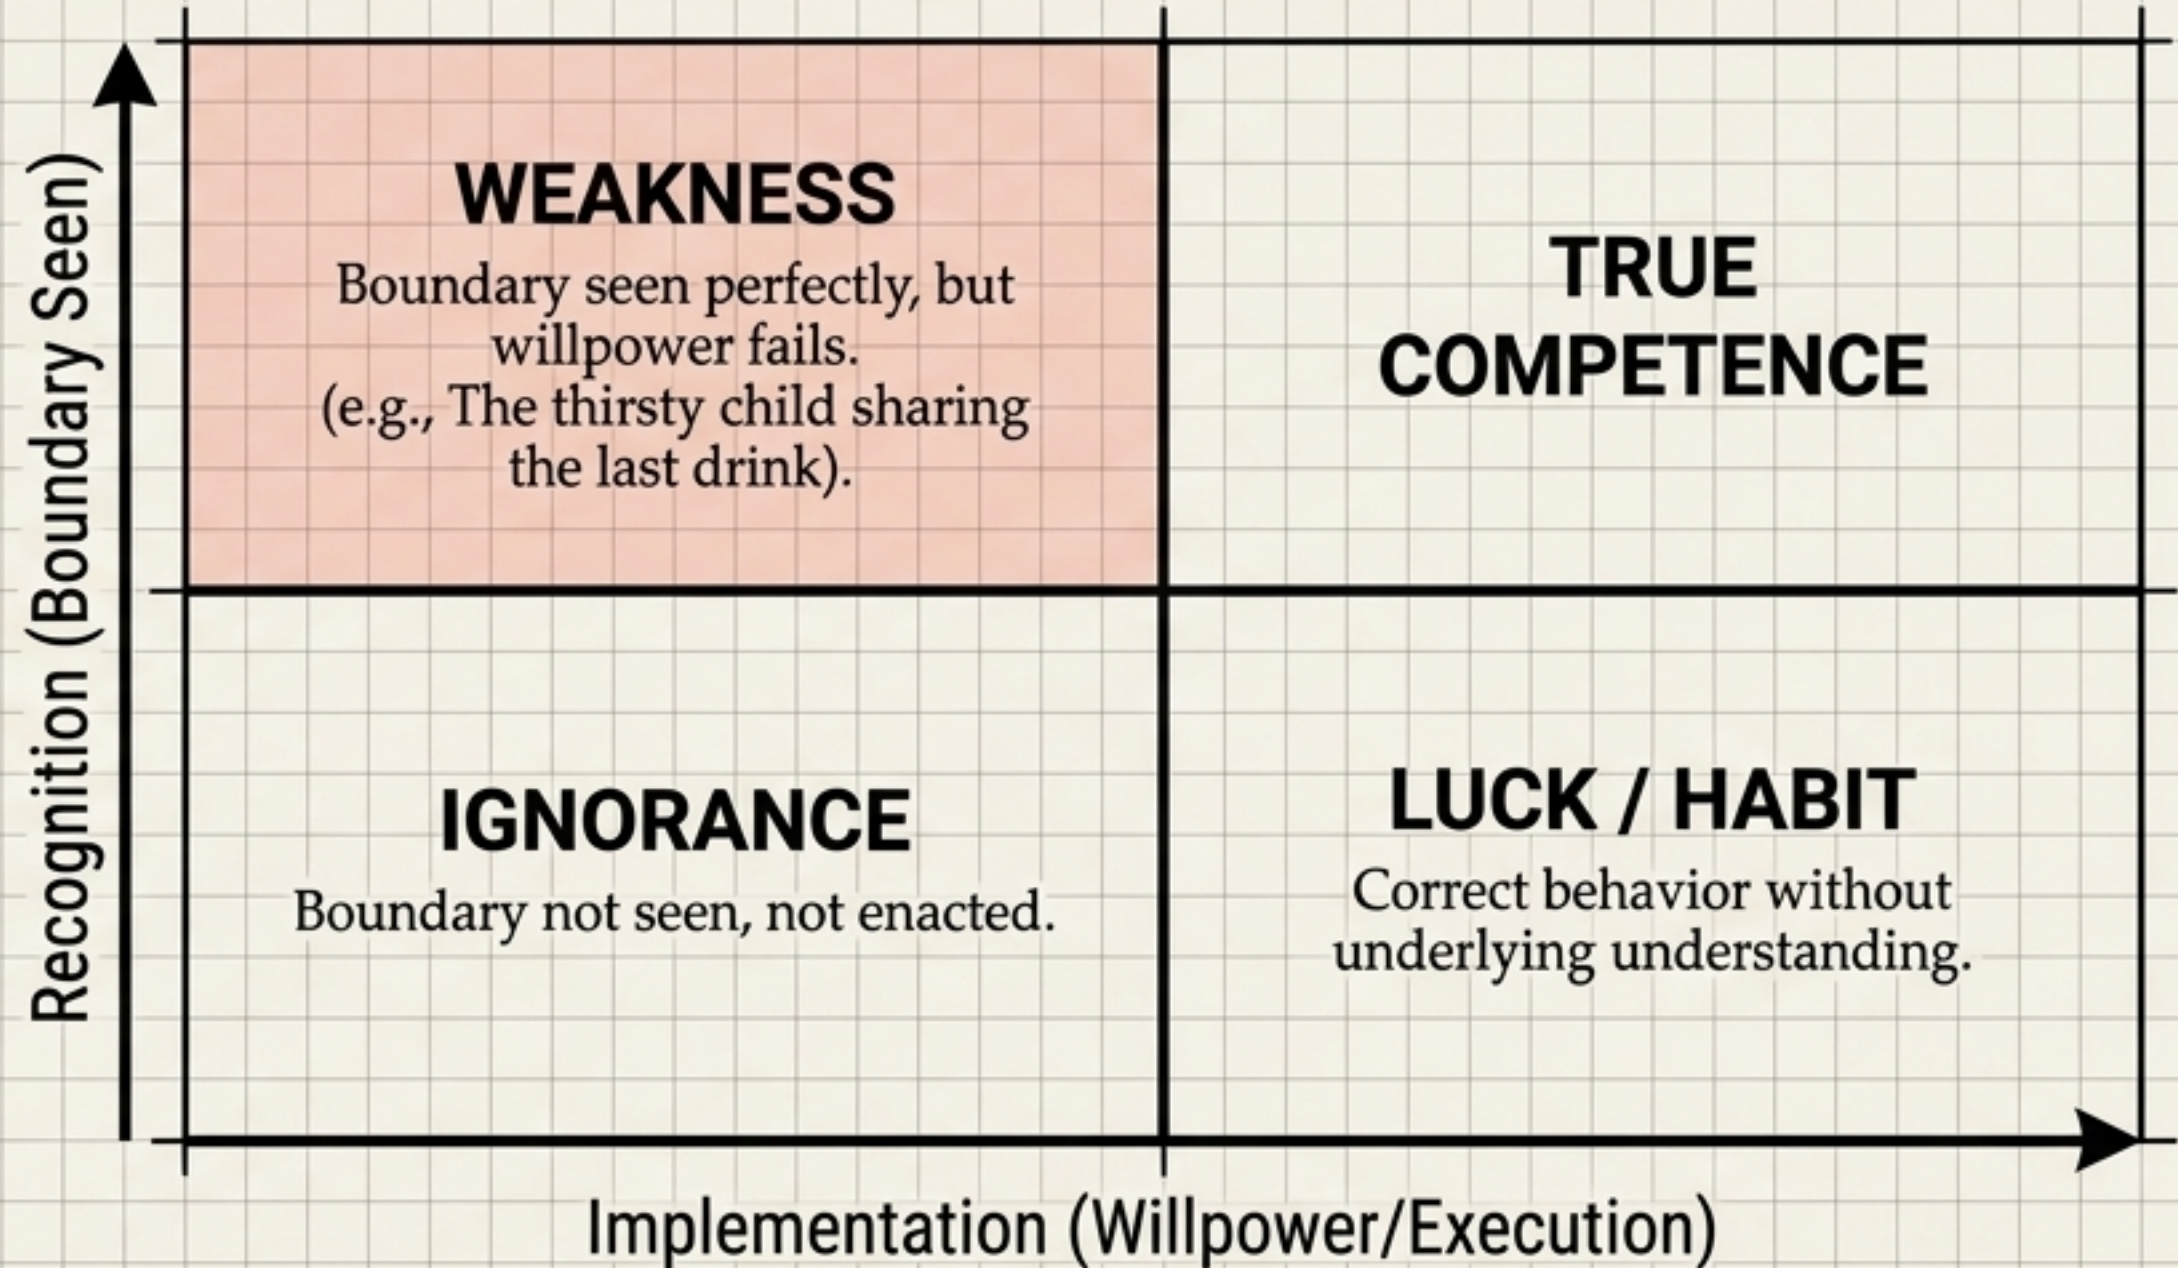 Recognition (Boundary Seen)
WEAKNESS
Boundary seen perfectly, but
willpower fails.
(e.g., The thirsty child sharing
the last drink).
TRUE
COMPETENCE
IGNORANCE
Boundary not seen, not enacted.
LUCK / HABIT
Correct behavior without
underlying understanding.
Implementation (Willpower/Execution)